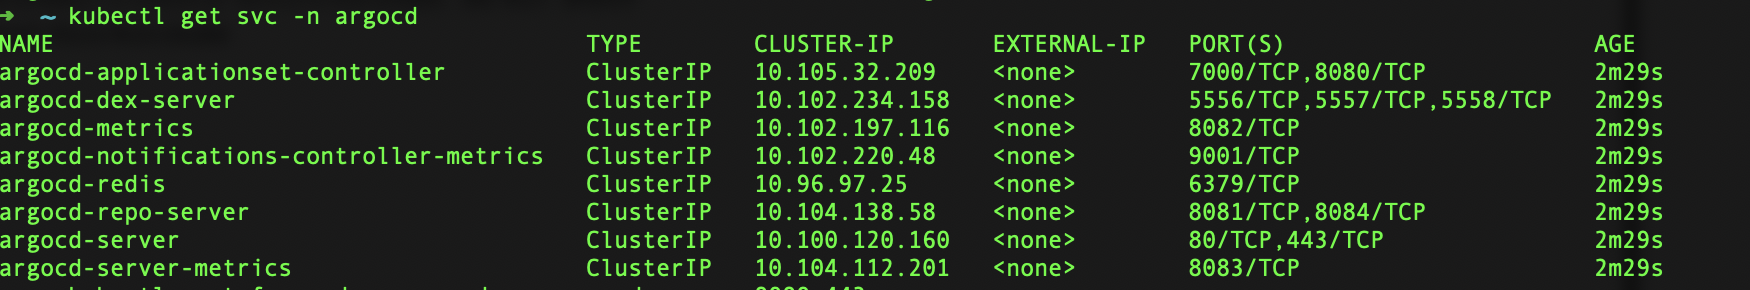 ➜ ~ kubectl get svc -n argocd
NAME TYPE CLUSTER-IP EXTERNAL-IP PORT(S) AGE
argocd-applicationset-controller ClusterIP 10.105.32.209 <none> 7000/TCP,8080/TCP 2m29s
argocd-dex-server ClusterIP 10.102.234.158 <none> 5556/TCP,5557/TCP,5558/TCP 2m29s
argocd-metrics ClusterIP 10.102.197.116 <none> 8082/TCP 2m29s
argocd-notifications-controller-metrics ClusterIP 10.102.220.48 <none> 9001/TCP 2m29s
argocd-redis ClusterIP 10.96.97.25 <none> 6379/TCP 2m29s
argocd-repo-server ClusterIP 10.104.138.58 <none> 8081/TCP,8084/TCP 2m29s
argocd-server ClusterIP 10.100.120.160 <none> 80/TCP,443/TCP 2m29s
argocd-server-metrics ClusterIP 10.104.112.201 <none> 8083/TCP 2m29s